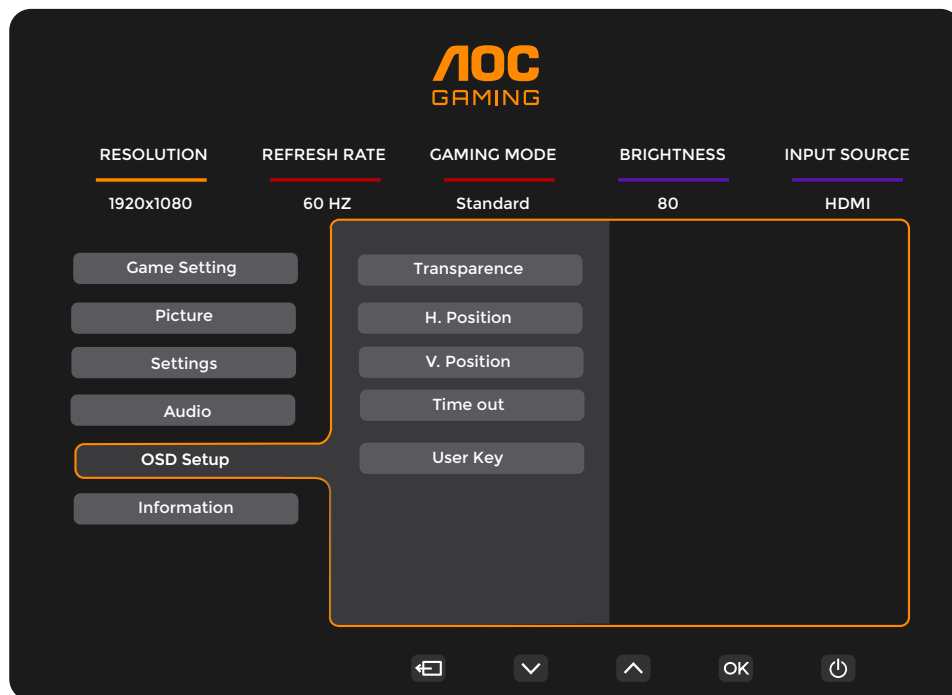 AOC
GAMING
RESOLUTION REFRESH RATE GAMING MODE BRIGHTNESS INPUT SOURCE
1920x1080 60 HZ Standard 80 HDMI
Game Setting
Picture
Settings
Audio
OSD Setup
Information
Transparence
H. Position
V. Position
Time out
User Key
OK